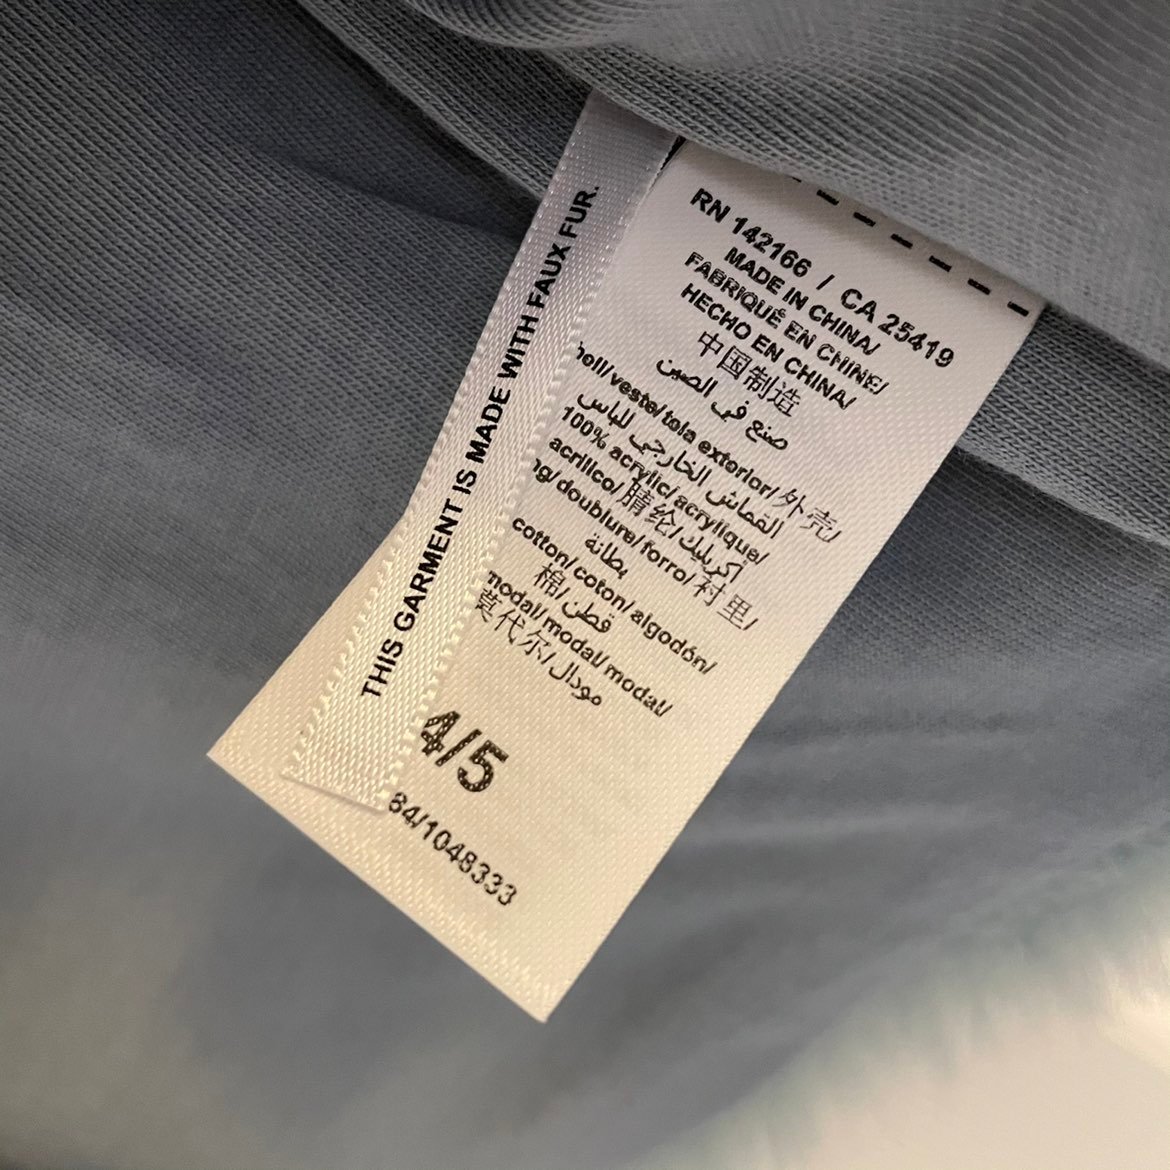 THIS GARMENT IS MADE WITH FAUX FUR.
RN 142166 / CA 25419
MADE IN CHINA/
FABRIQUÉ EN CHINE/
HECHO EN CHINA/
中国制造
صنع في الصين
/veste/tela exterior/外壳/
القماش الخارجي للباس
100% acrylic/acrylique/
acrílico/腈纶/أكريليك
/doublure/forro/衬里/
بطانة
cotton/coton/algodón/
棉/قطن
modal/modal/modal/
莫代尔/مودال
4/5
84/1048333